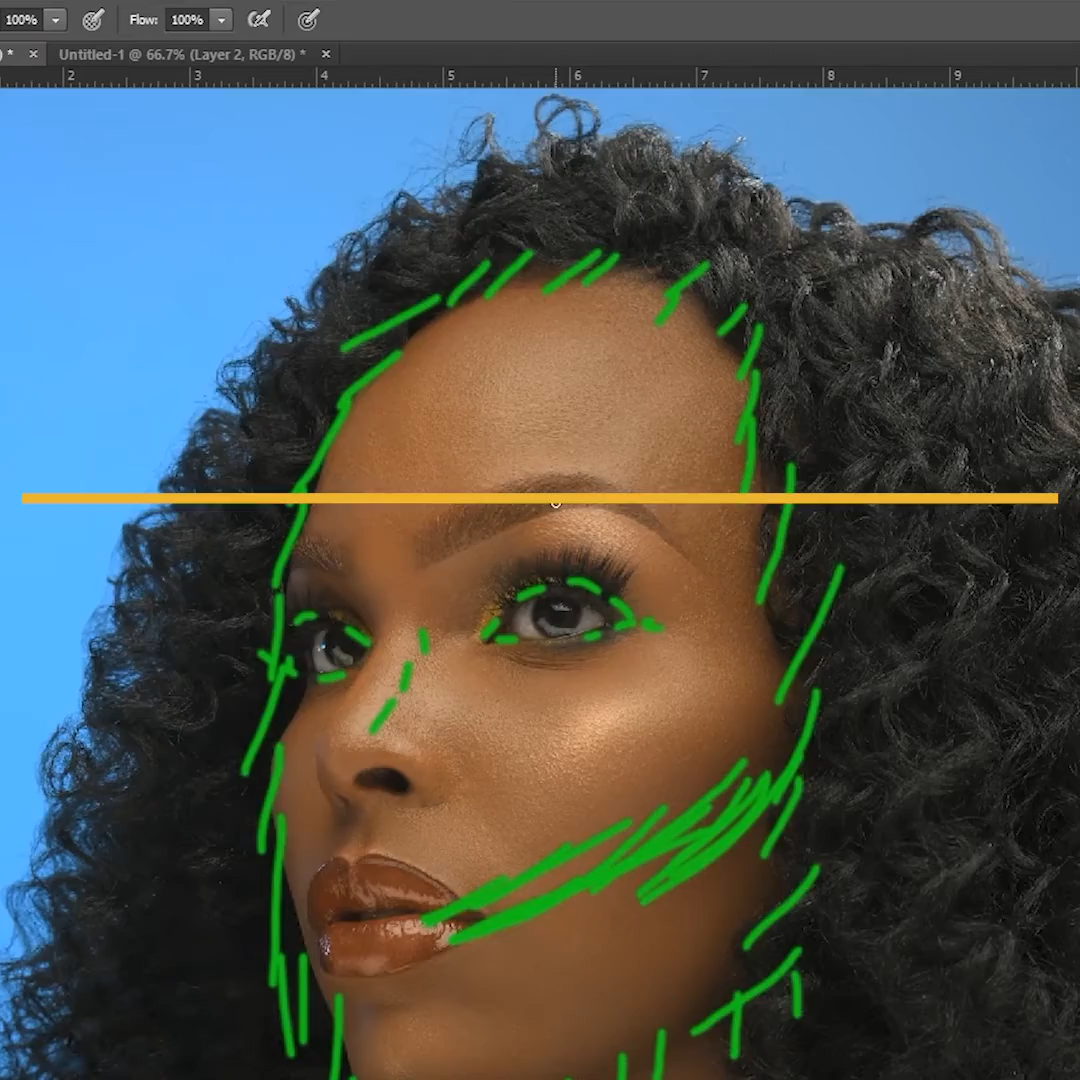 100% Flow: 100%
) * × Untitled-1 @ 66.7% (Layer 2, RGB/8) * ×
2 3 4 5 6 7 8 9